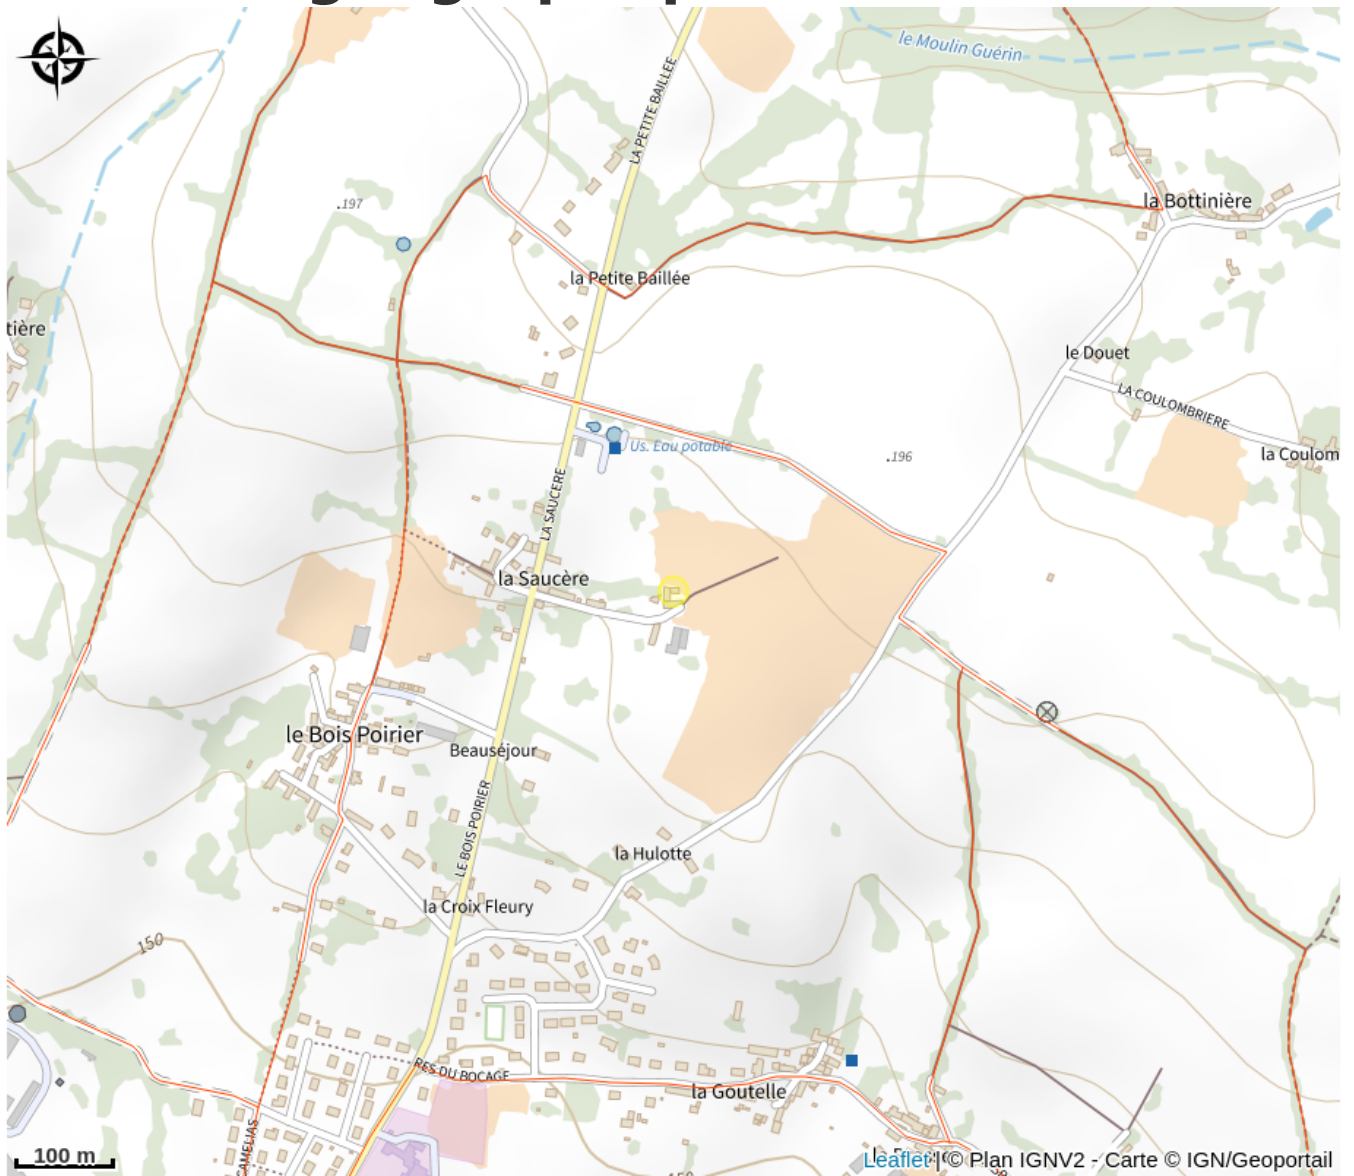 le Moulin Guérin
LA PETITE BAILLEE
.197
la Bottinière
la Petite Baillée
tière
le Douet
LA COULOMBRIERE
Us. Eau potable
.196
la Coulom
LA SAUCERE
la Saucère
le Bois Poirier
Beauséjour
LE BOIS POIRIER
la Hulotte
la Croix Fleury
150
RES DU BOCAGE
la Goutelle
AMELIAS
100 m
Leaflet | © Plan IGNV2 - Carte © IGN/Geoportail